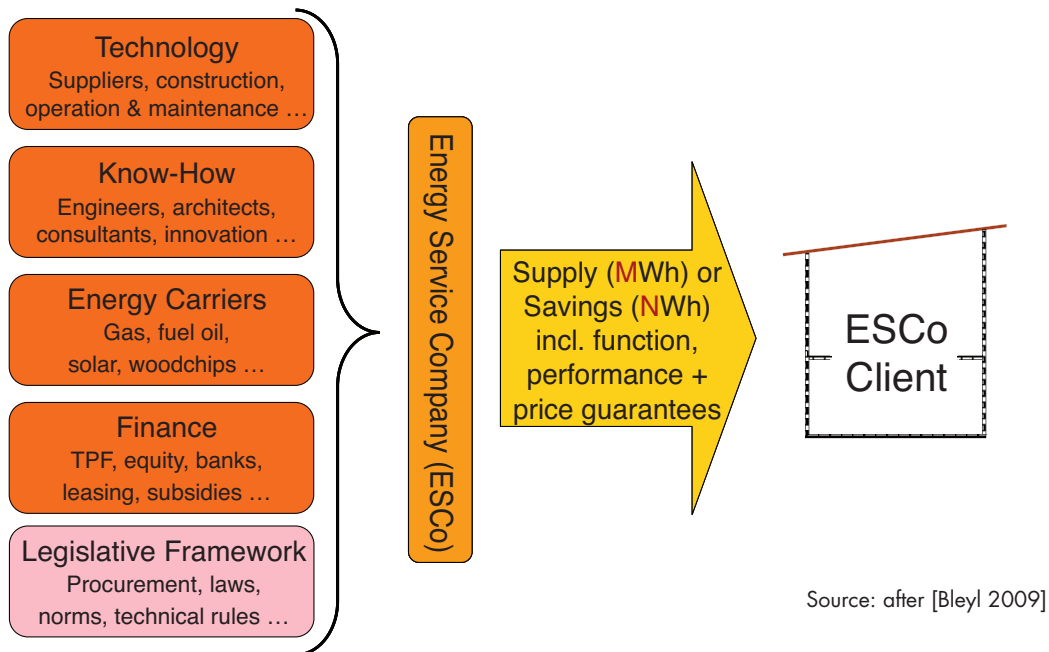 Technology
Suppliers, construction,
operation & maintenance …
Know-How
Engineers, architects,
consultants, innovation …
Energy Carriers
Gas, fuel oil,
solar, woodchips …
Finance
TPF, equity, banks,
leasing, subsidies …
Legislative Framework
Procurement, laws,
norms, technical rules …
Energy Service Company (ESCo)
Supply (MWh) or
Savings (NWh)
incl. function,
performance +
price guarantees
ESCo
Client
Source: after [Bleyl 2009]